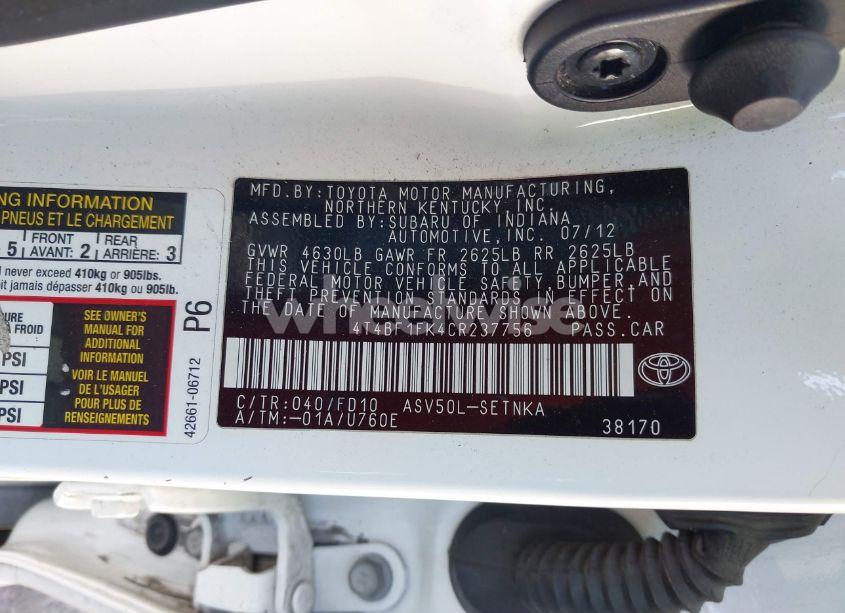 NG INFORMATION
PNEUS ET LE CHARGEMENT
5 FRONT AVANT: 2 REAR ARRIÈRE: 3
never exceed 410kg or 905lbs.
oit jamais dépasser 410kg ou 905lb.
URE
FROID
PSI
PSI
PSI
SEE OWNER'S
MANUAL FOR
ADDITIONAL
INFORMATION
VOIR LE MANUEL
DE L'USAGER
POUR PLUS DE
RENSEIGNEMENTS
P6
42661-06712
MFD.BY:TOYOTA MOTOR MANUFACTURING,
NORTHERN KENTUCKY INC
ASSEMBLED BY:SUBARU OF INDIANA
AUTOMOTIVE,INC. 07/12
GVWR 4630LB GAWR FR 2625LB RR 2625LB
THIS VEHICLE CONFORMS TO ALL APPLICABLE
FEDERAL MOTOR VEHICLE SAFETY,BUMPER,AND
THEFT PREVENTION STANDARDS IN EFFECT ON
THE DATE OF MANUFACTURE SHOWN ABOVE.
4T4BF1FK4CR237756 PASS.CAR
C/TR:040/FD10 ASV50L-SETNKA
A/TM:-01A/U760E
38170
TOYOTA